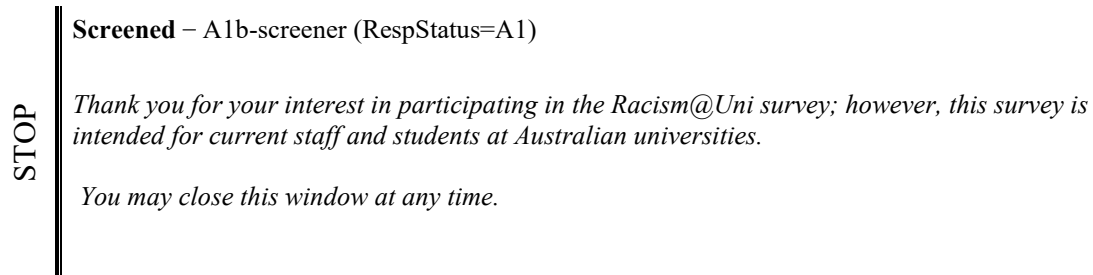 STOP
Screened − A1b-screener (RespStatus=A1)
Thank you for your interest in participating in the Racism@Uni survey; however, this survey is
intended for current staff and students at Australian universities.
You may close this window at any time.